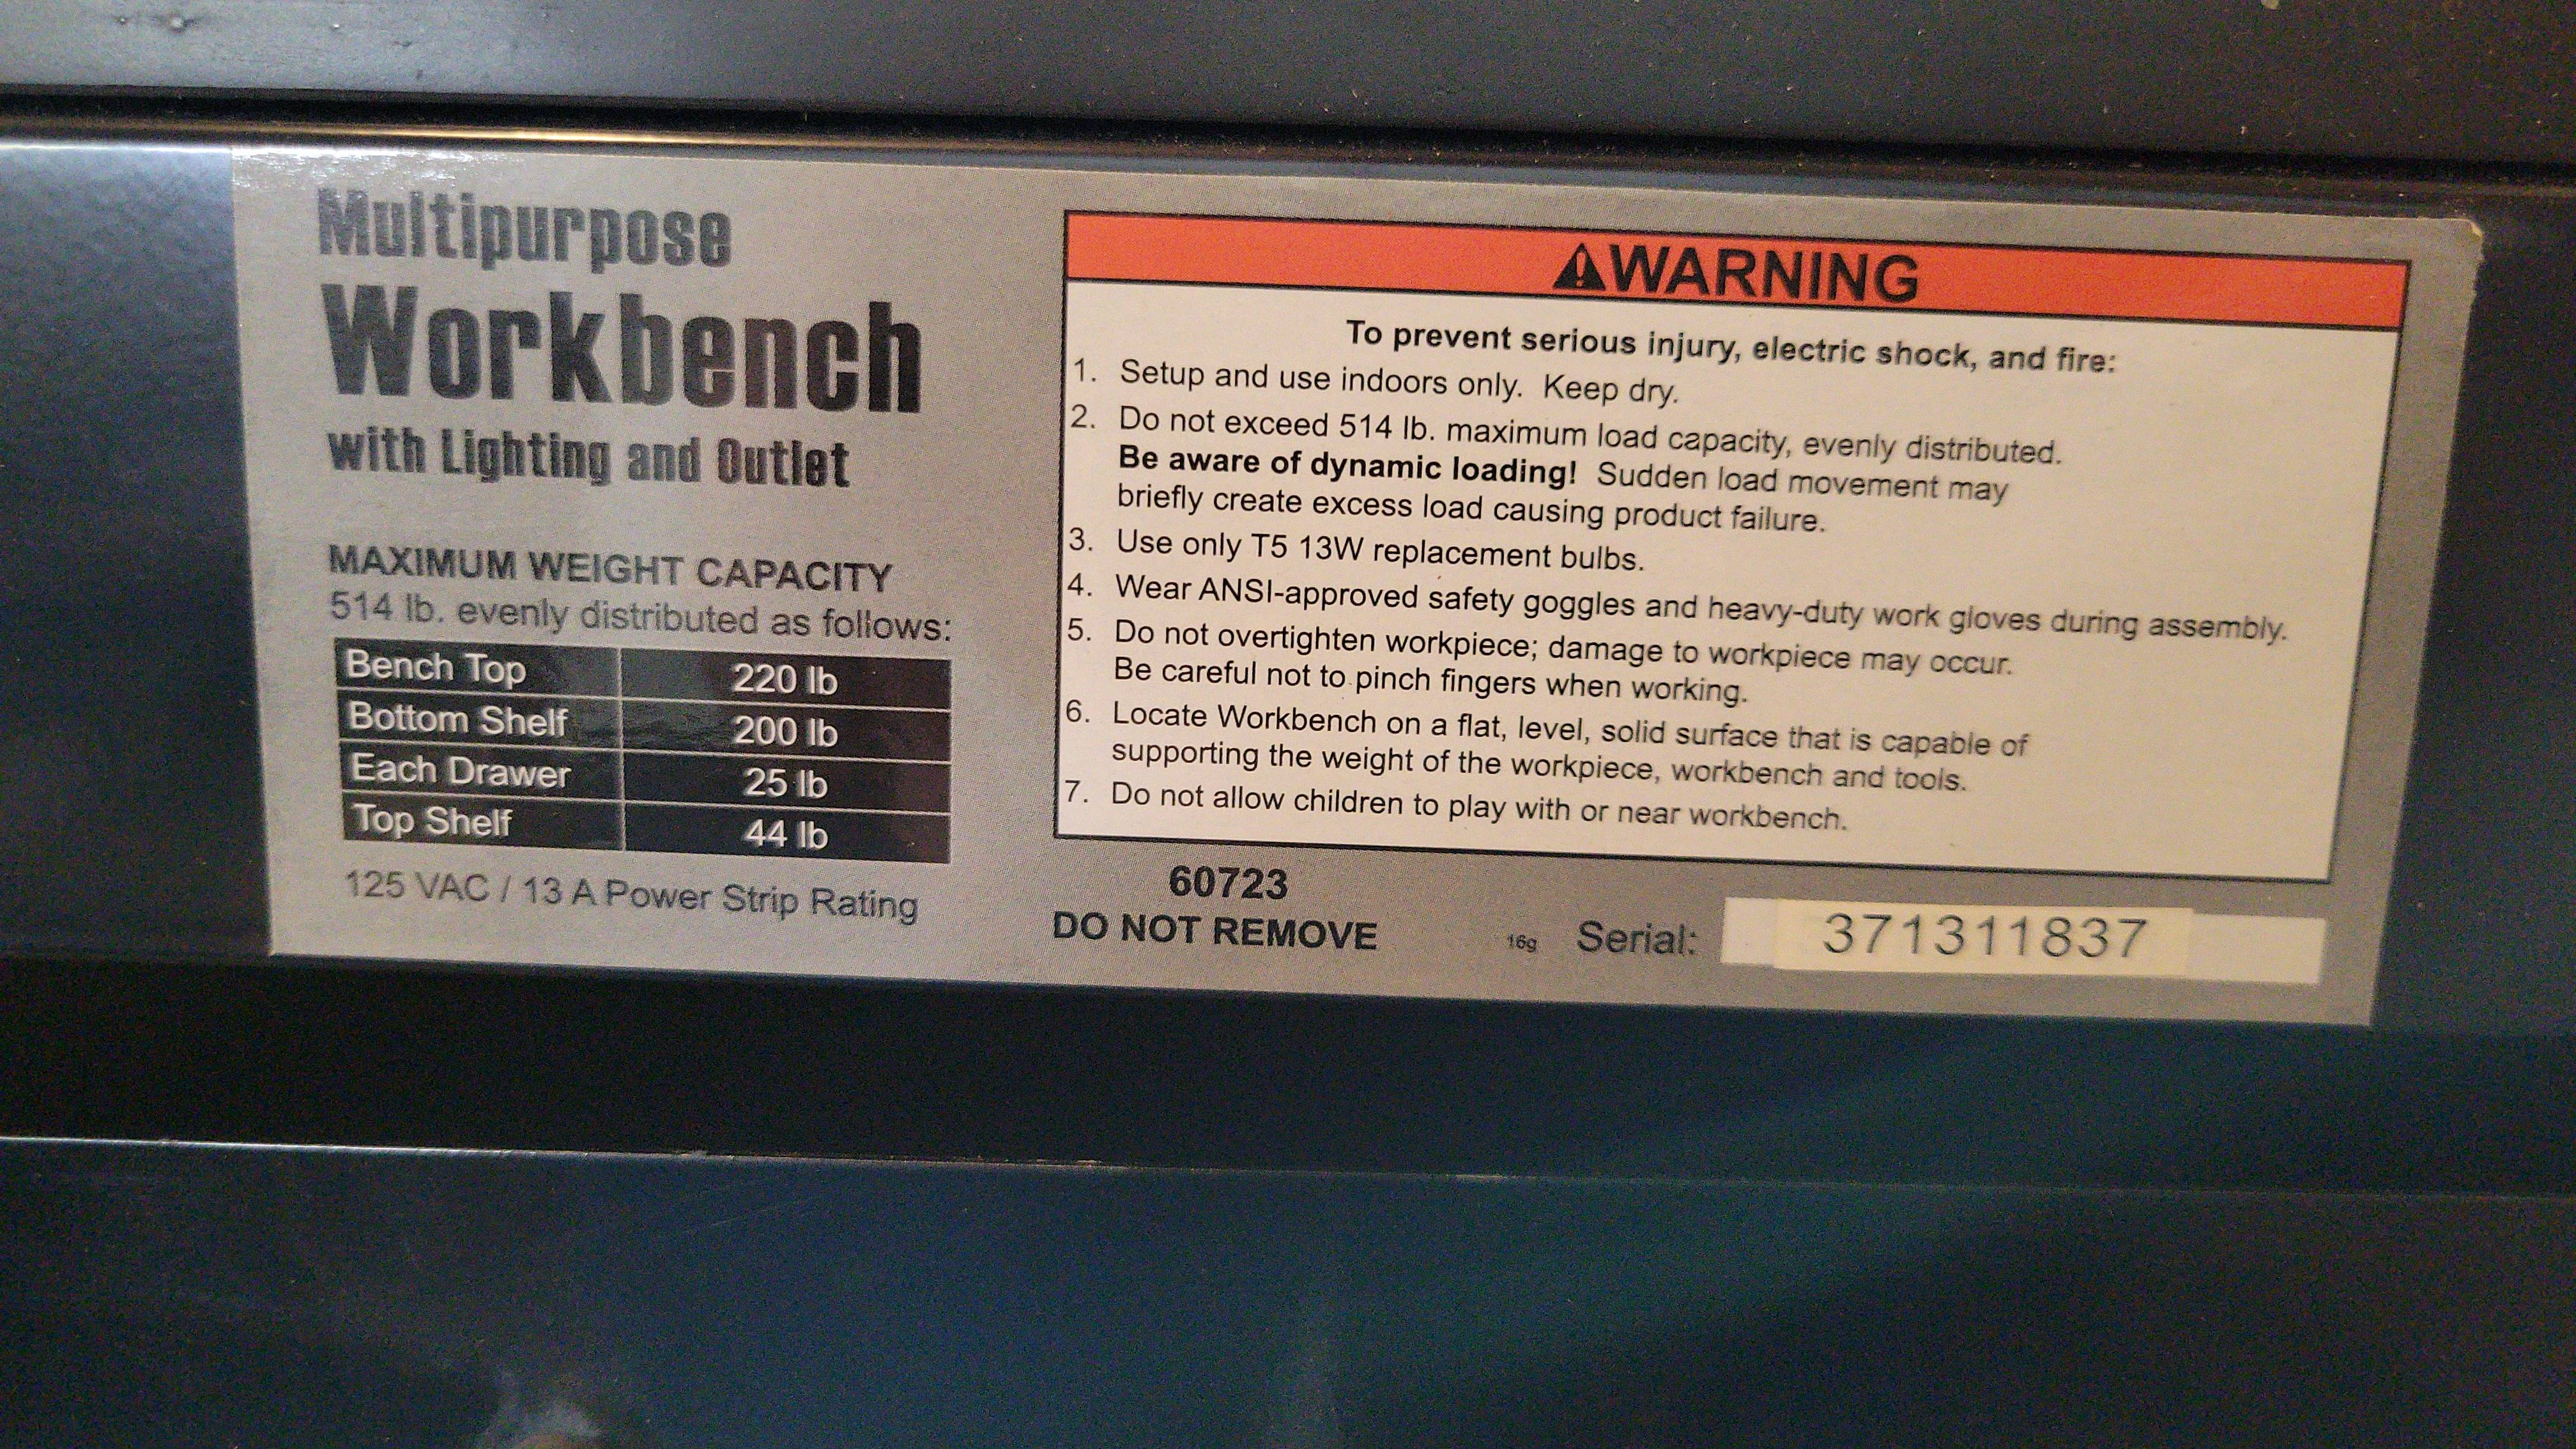 Multipurpose
Workbench
with Lighting and Outlet
MAXIMUM WEIGHT CAPACITY
514 lb. evenly distributed as follows:
Bench Top 220 lb
Bottom Shelf 200 lb
Each Drawer 25 lb
Top Shelf 44 lb
125 VAC / 13 A Power Strip Rating
WARNING
To prevent serious injury, electric shock, and fire:
1. Setup and use indoors only. Keep dry.
2. Do not exceed 514 lb. maximum load capacity, evenly distributed.
Be aware of dynamic loading! Sudden load movement may
briefly create excess load causing product failure.
3. Use only T5 13W replacement bulbs.
4. Wear ANSI-approved safety goggles and heavy-duty work gloves during assembly.
5. Do not overtighten workpiece; damage to workpiece may occur.
Be careful not to pinch fingers when working.
6. Locate Workbench on a flat, level, solid surface that is capable of
supporting the weight of the workpiece, workbench and tools.
7. Do not allow children to play with or near workbench.
60723
DO NOT REMOVE
16g Serial: 371311837